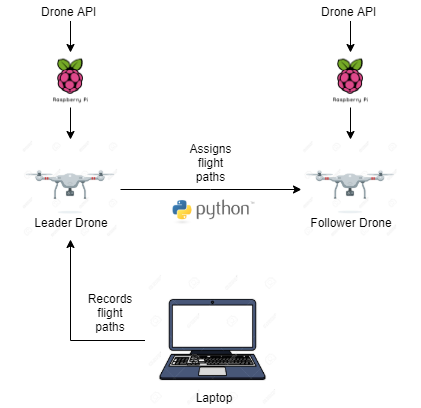 Drone API
Drone API
Raspberry Pi
Raspberry Pi
Assigns
flight
paths
python™
Leader Drone
Follower Drone
Records
flight
paths
Laptop